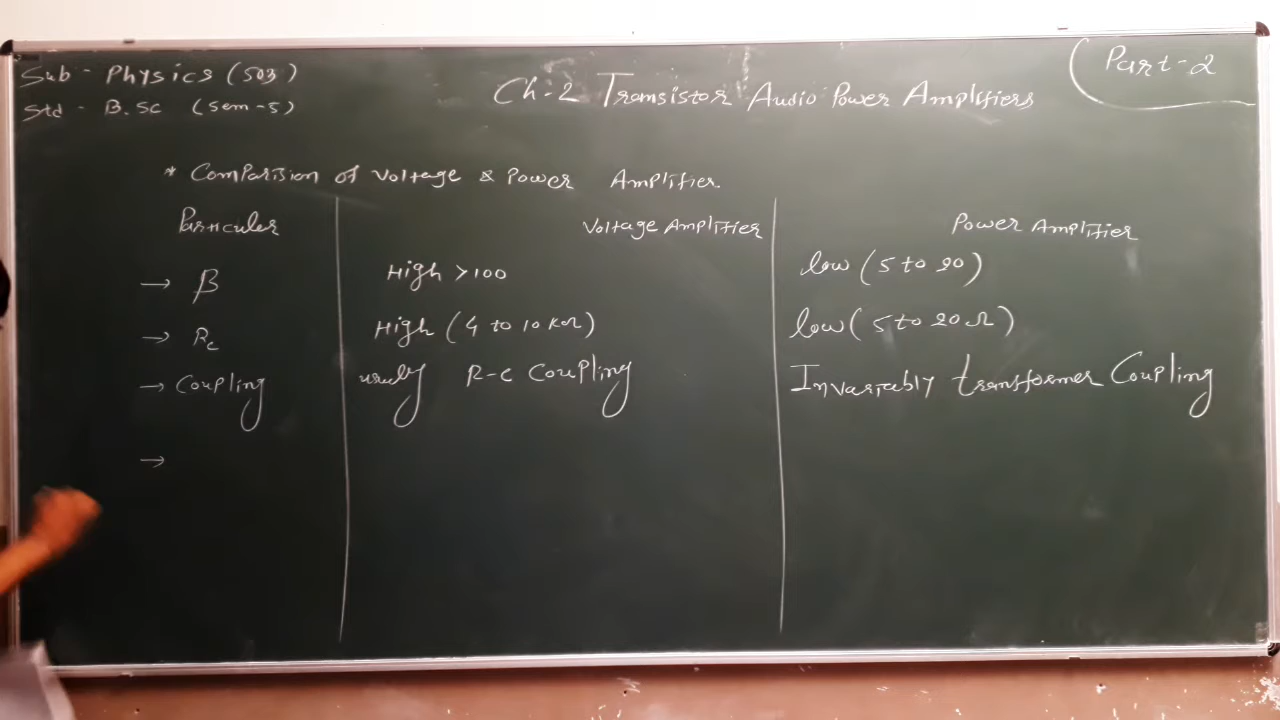 Sub - Physics (503)
Std - B.Sc (Sem-5)
Ch-2 Transistor Audio Power Amplifiers
Part-2
* Comparision of Voltage & Power Amplifier.
Particular Voltage Amplifier Power Amplifier
→ β High >100 low (5 to 20)
→ Rc High (4 to 10 kΩ) low (5 to 20 Ω)
→ Coupling usuly R-C Coupling Invariably transformer Coupling
→